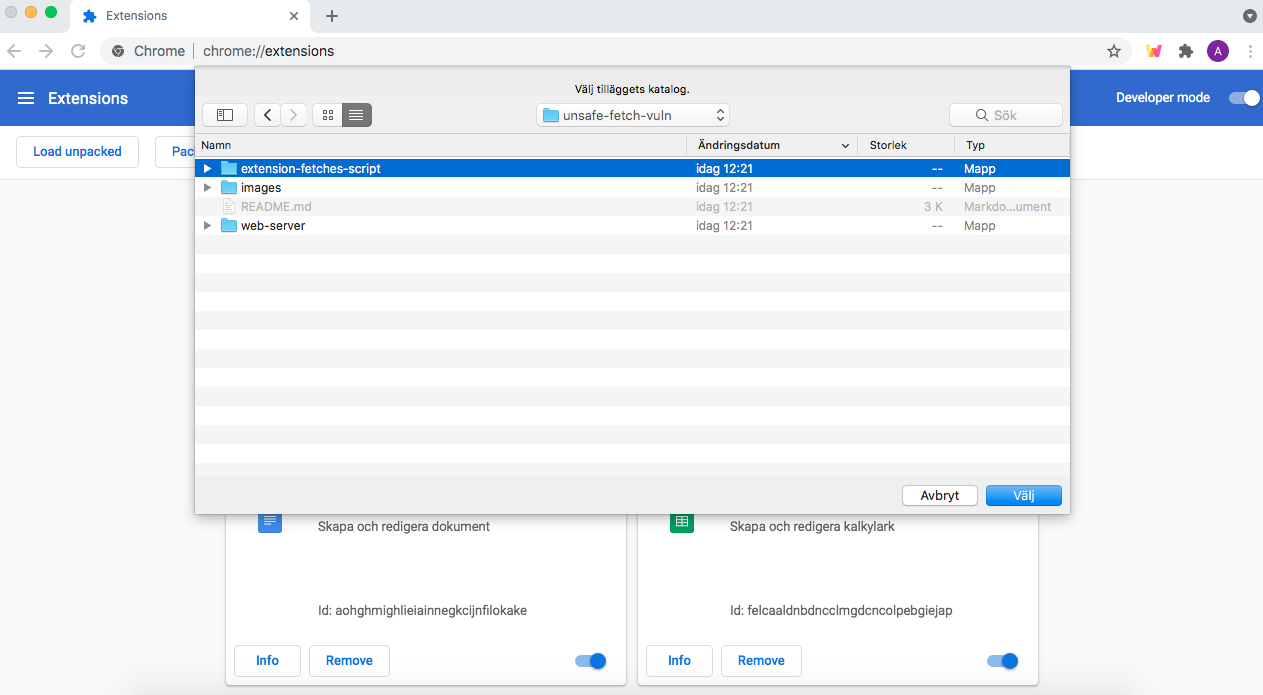 Extensions
Chrome chrome://extensions
A
Extensions
Developer mode
Load unpacked
Pac
Välj tilläggets katalog.
unsafe-fetch-vuln
Sök
Namn Ändringsdatum Storlek Typ
extension-fetches-script idag 12:21 -- Mapp
images idag 12:21 -- Mapp
README.md idag 12:21 3 K Markdo...ument
web-server idag 12:21 -- Mapp
Avbryt Välj
Skapa och redigera dokument
Id: aohghmighlieiainnegkcijnfilokake
Info Remove
Skapa och redigera kalkylark
Id: felcaaldnbdncclmgdcncolpebgiejap
Info Remove